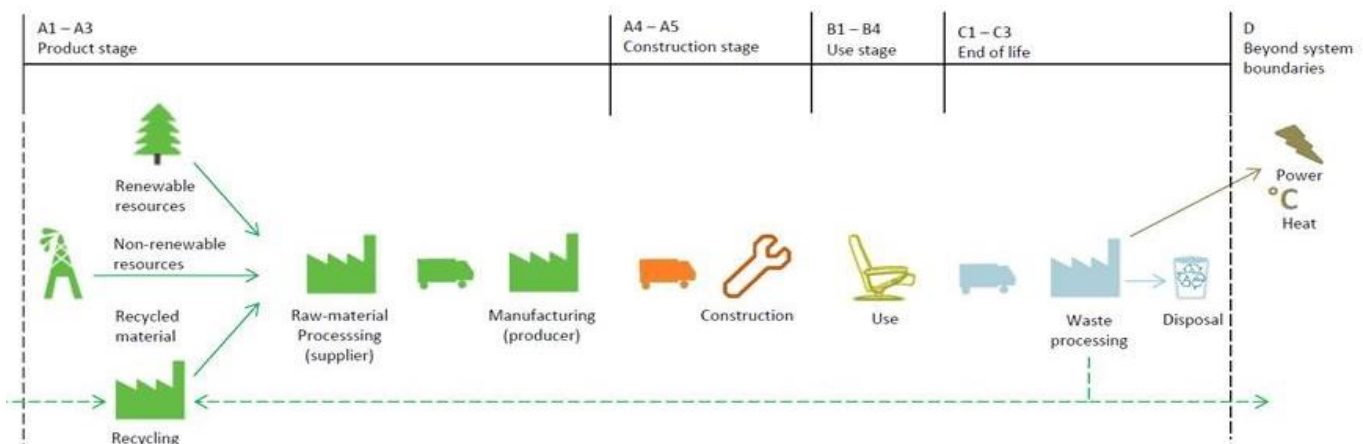 A1 – A3
Product stage
A4 – A5
Construction stage
B1 – B4
Use stage
C1 – C3
End of life
D
Beyond system
boundaries
Renewable
resources
Non-renewable
resources
Recycled
material
Recycling
Raw-material
Processsing
(supplier)
Manufacturing
(producer)
Construction
Use
Waste
processing
Disposal
Power
°C
Heat